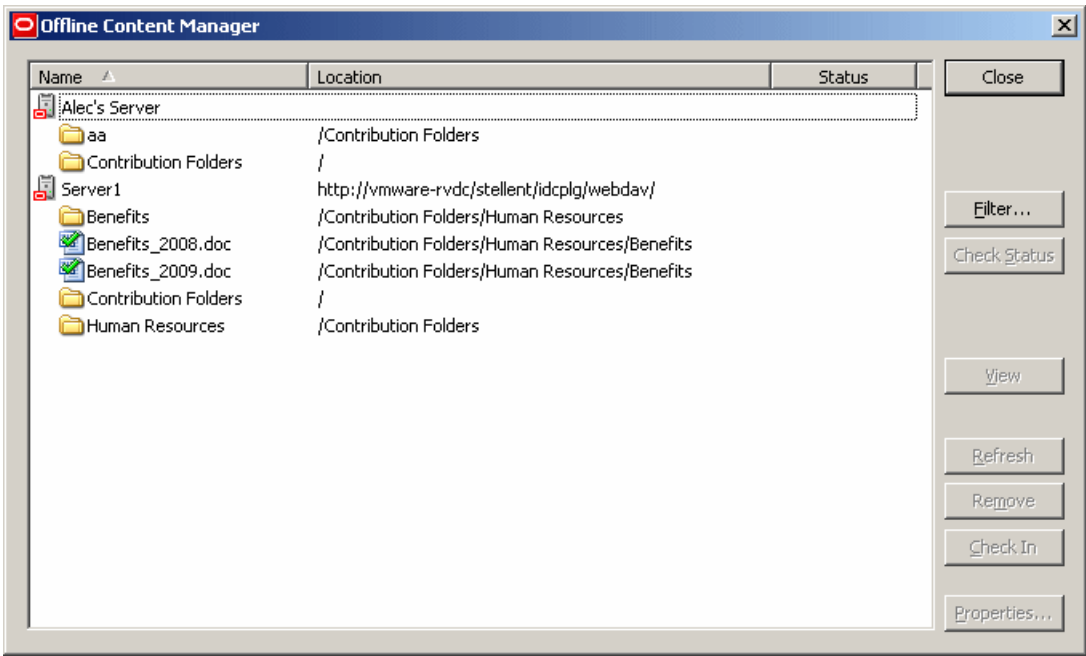 Offline Content Manager
Name Location Status
Close
Alec's Server
aa /Contribution Folders
Contribution Folders /
Server1 http://vmware-rvdc/stellent/idcplg/webdav/
Filter...
Benefits /Contribution Folders/Human Resources
Benefits_2008.doc /Contribution Folders/Human Resources/Benefits
Check Status
Benefits_2009.doc /Contribution Folders/Human Resources/Benefits
Contribution Folders /
Human Resources /Contribution Folders
View
Refresh
Remove
Check In
Properties...